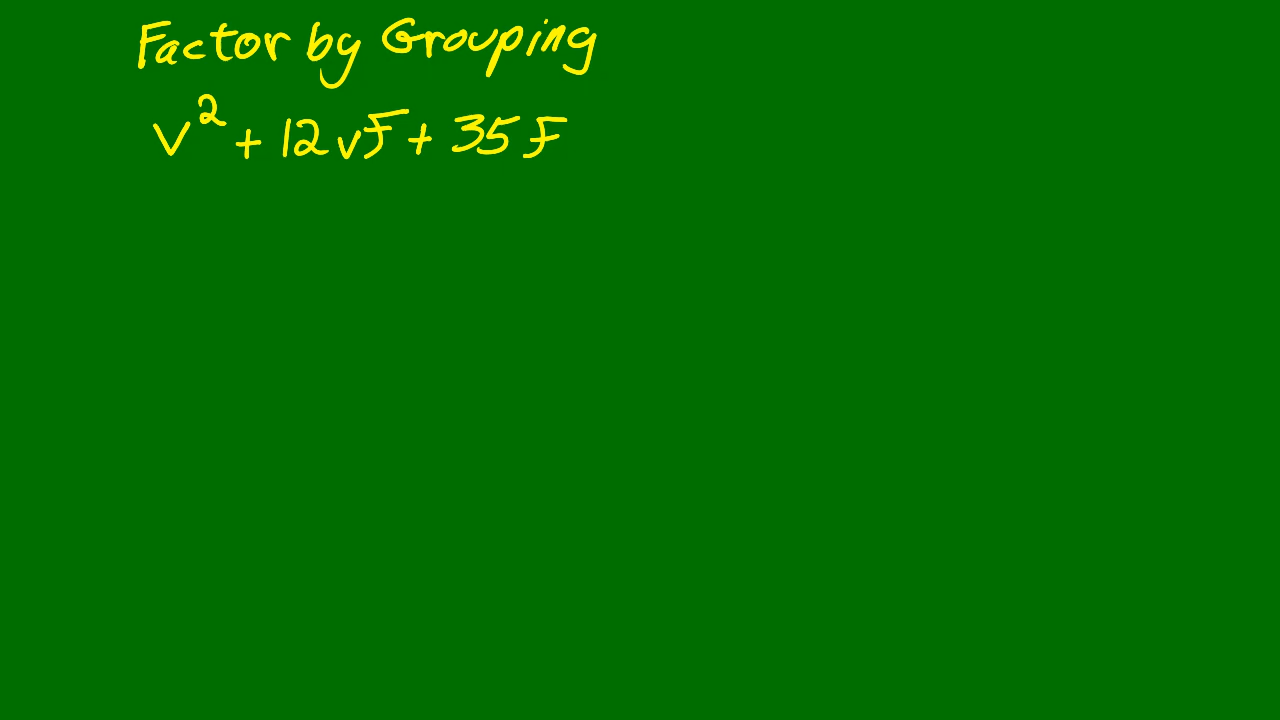 Factor by Grouping
v² + 12vF + 35F